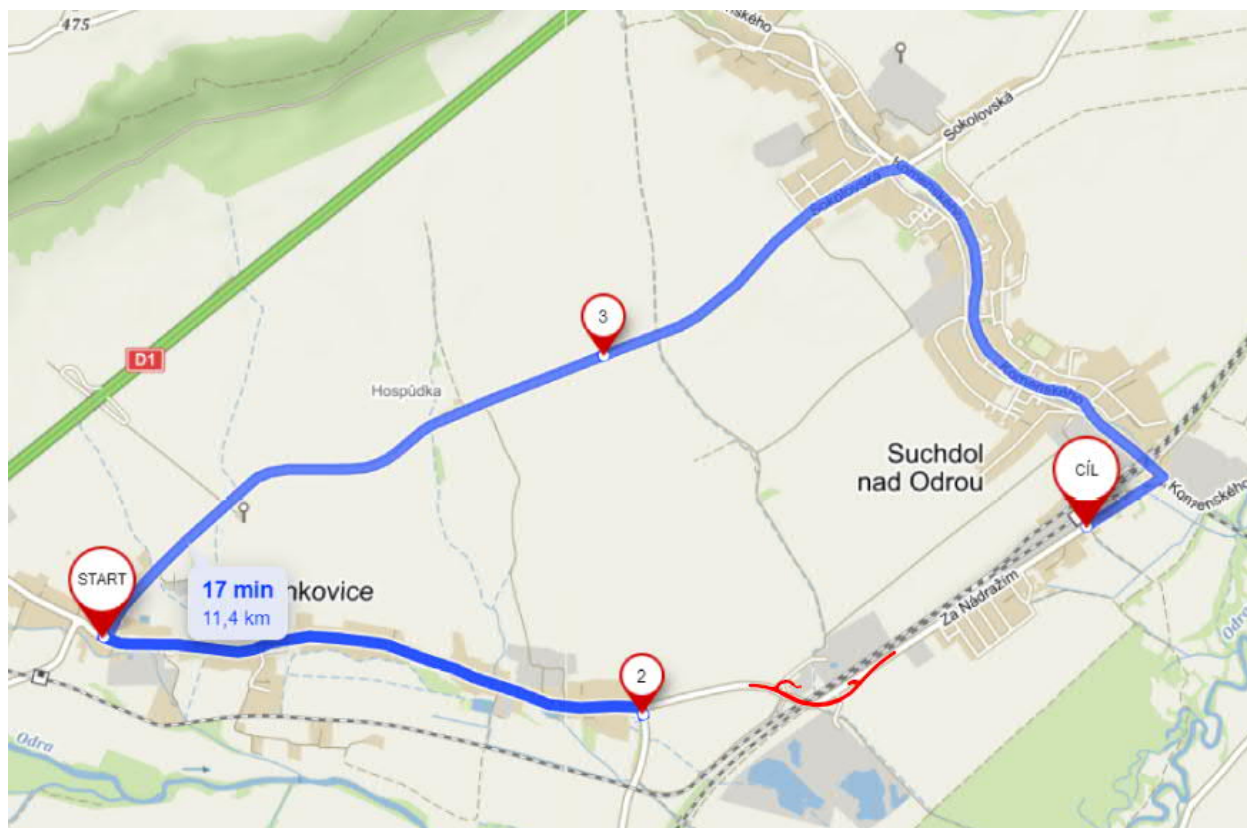 475
Komenského
Sokolovská
Sokolovská
Komenského
D1
3
Hospůdka
Komenského
Suchdol
nad Odrou
CÍL
Komenského
START
17 min
11,4 km
nkovice
Za Nádražím
Odra
2
Odra